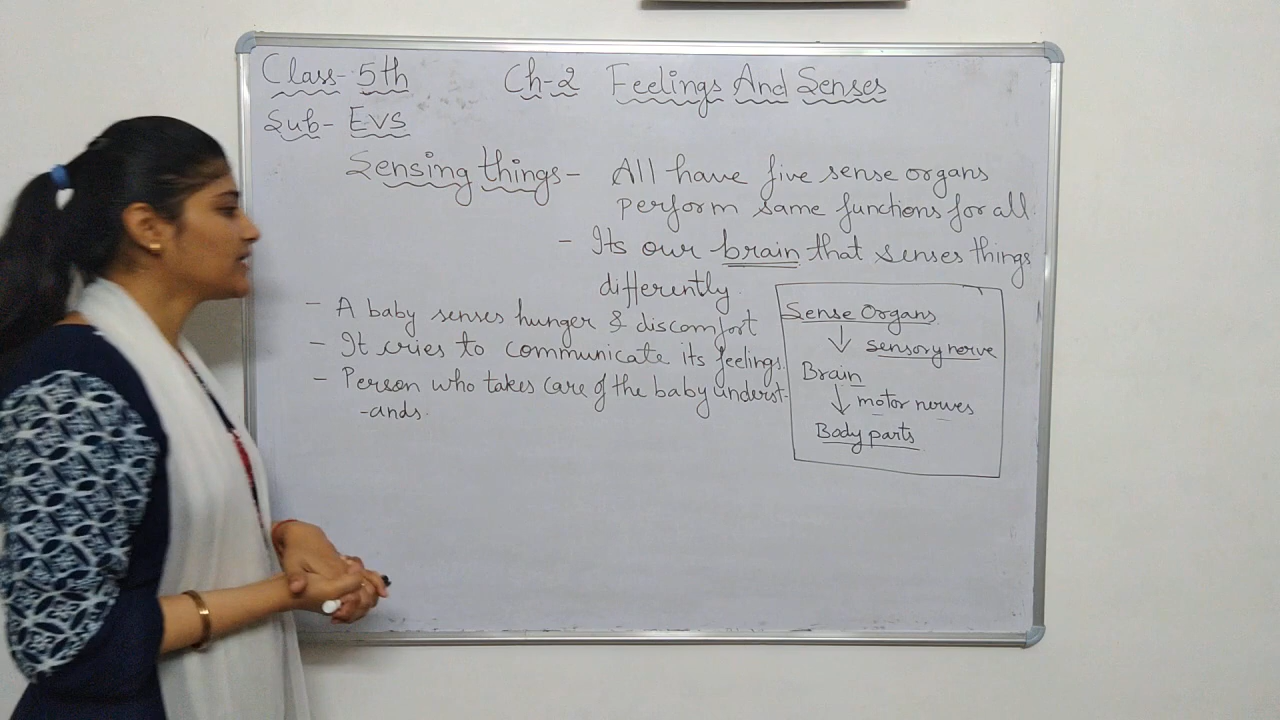 Class- 5th
Ch-2 Feelings And Senses
Sub- EVS
Sensing things - All have five sense organs
perform same functions for all
- Its our brain that senses things
differently.
- A baby senses hunger & discomfort
- It cries to communicate its feelings.
- Person who takes care of the baby underst-
-ands.
Sense Organs
↓ sensory nerve
Brain
↓ motor nerves
Body parts